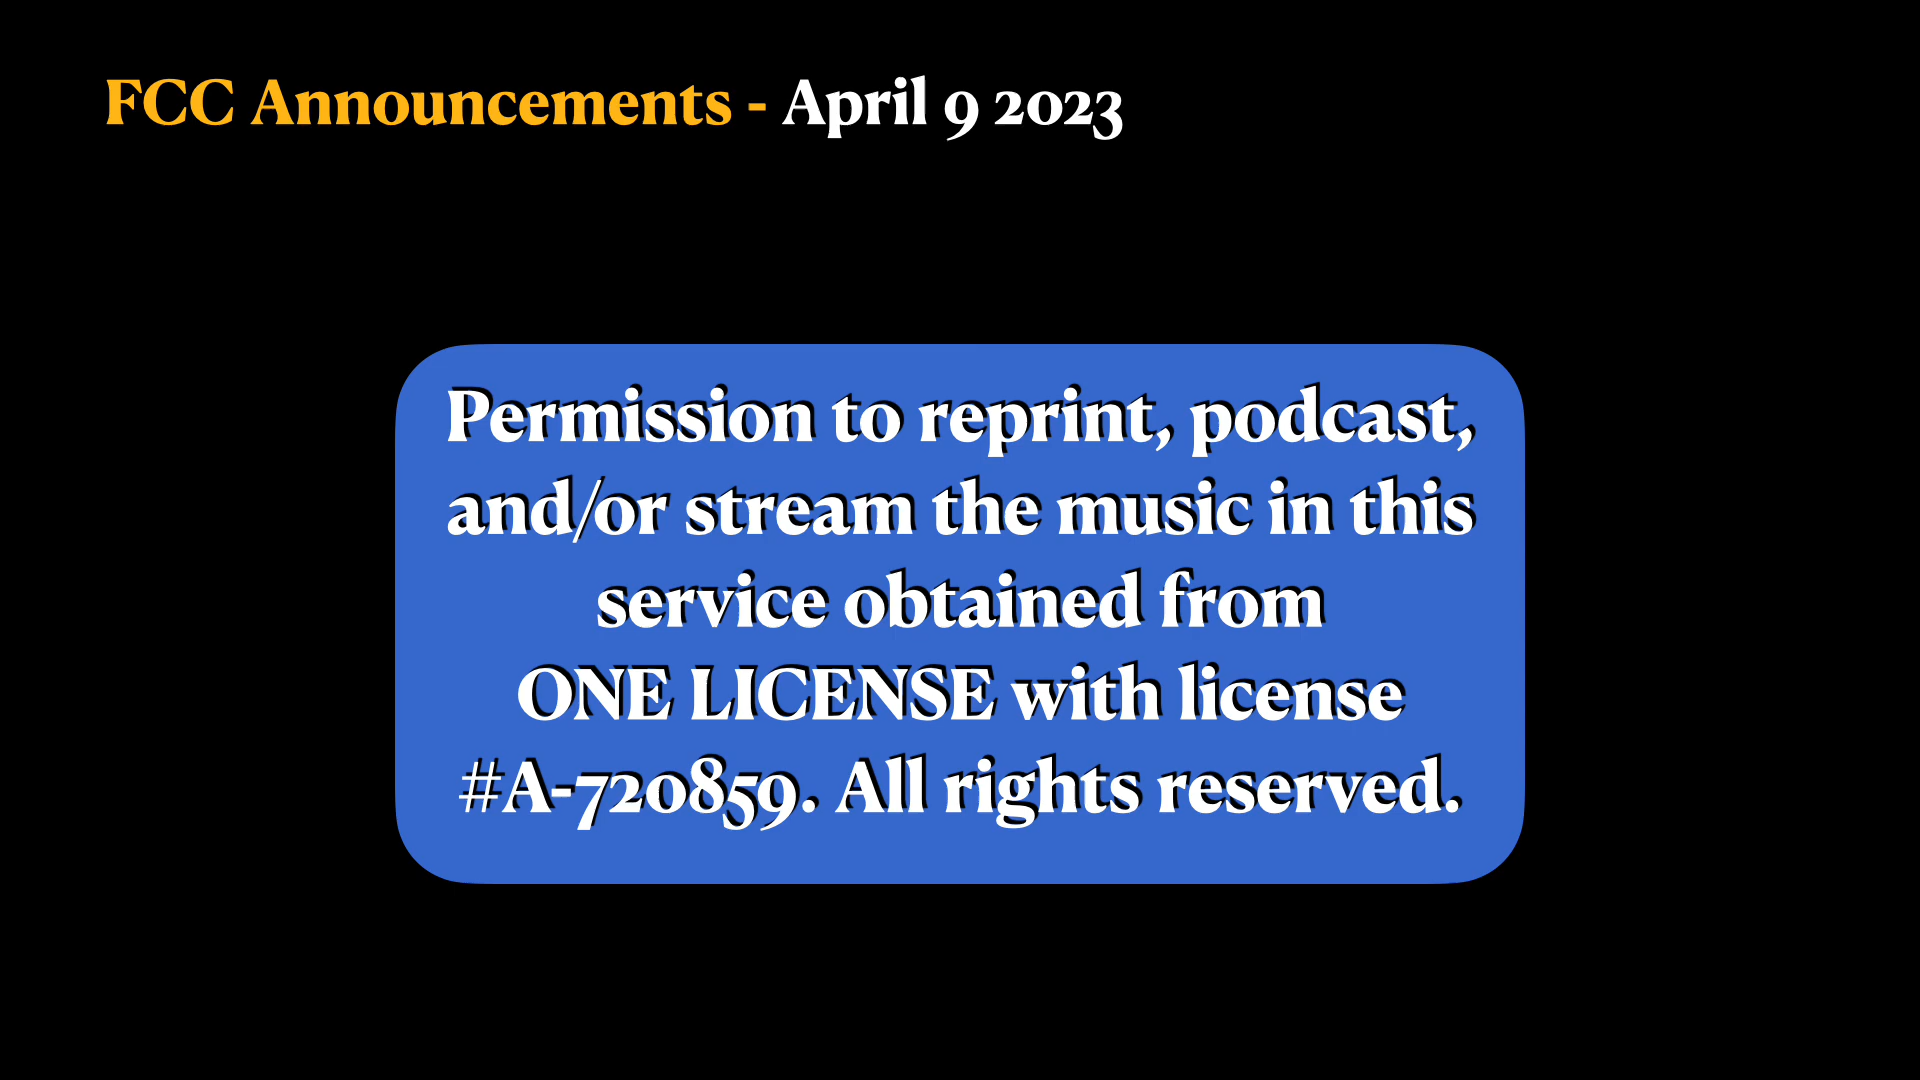 FCC Announcements - April 9 2023
Permission to reprint, podcast,
and/or stream the music in this
service obtained from
ONE LICENSE with license
#A-720859. All rights reserved.